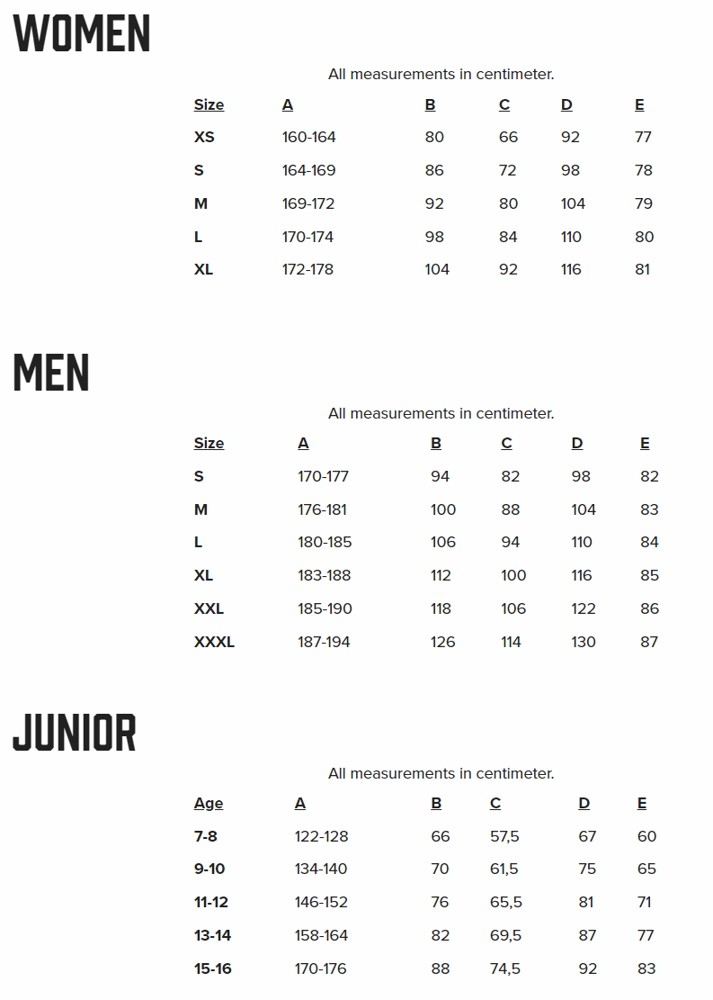 WOMEN
All measurements in centimeter.
Size A B C D E
XS 160-164 80 66 92 77
S 164-169 86 72 98 78
M 169-172 92 80 104 79
L 170-174 98 84 110 80
XL 172-178 104 92 116 81
MEN
All measurements in centimeter.
Size A B C D E
S 170-177 94 82 98 82
M 176-181 100 88 104 83
L 180-185 106 94 110 84
XL 183-188 112 100 116 85
XXL 185-190 118 106 122 86
XXXL 187-194 126 114 130 87
JUNIOR
All measurements in centimeter.
Age A B C D E
7-8 122-128 66 57,5 67 60
9-10 134-140 70 61,5 75 65
11-12 146-152 76 65,5 81 71
13-14 158-164 82 69,5 87 77
15-16 170-176 88 74,5 92 83